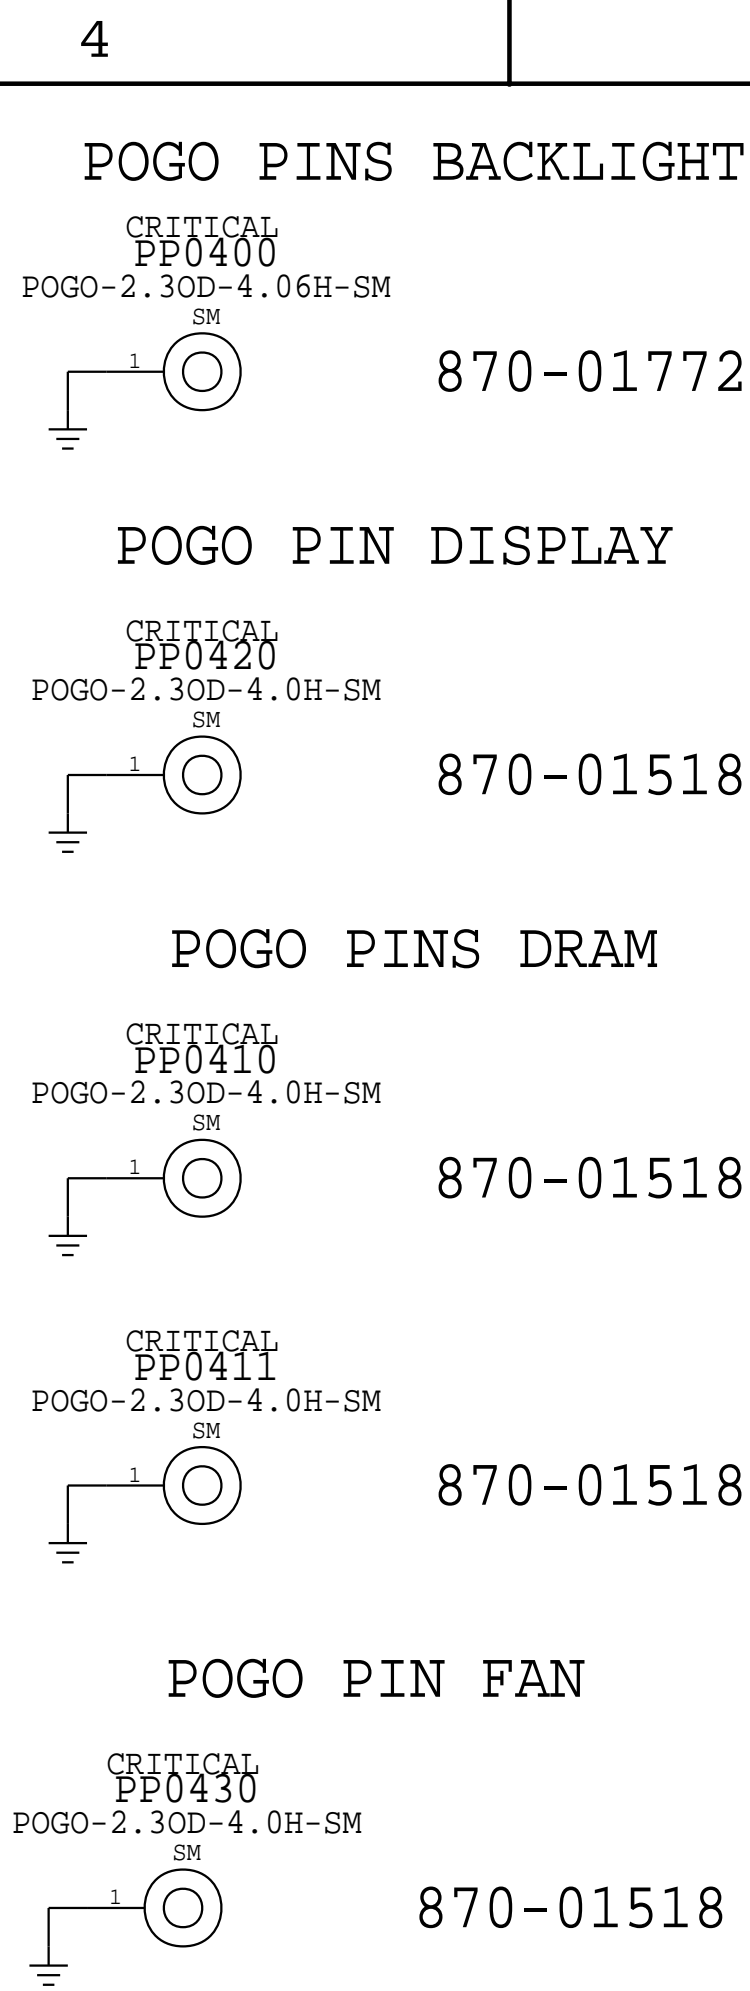 4
POGO PINS BACKLIGHT
CRITICAL
PP0400
POGO-2.3OD-4.06H-SM
SM
1
870-01772
POGO PIN DISPLAY
CRITICAL
PP0420
POGO-2.3OD-4.0H-SM
SM
1
870-01518
POGO PINS DRAM
CRITICAL
PP0410
POGO-2.3OD-4.0H-SM
SM
1
870-01518
CRITICAL
PP0411
POGO-2.3OD-4.0H-SM
SM
1
870-01518
POGO PIN FAN
CRITICAL
PP0430
POGO-2.3OD-4.0H-SM
SM
1
870-01518